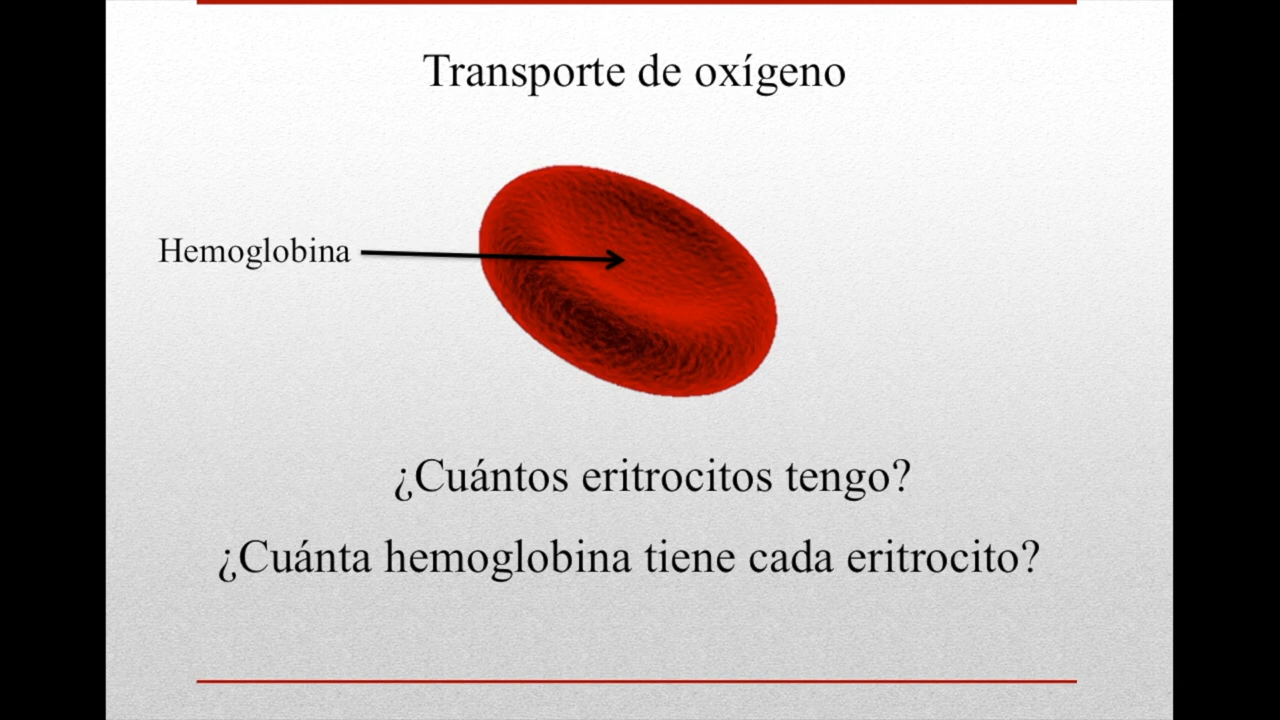 Transporte de oxígeno
Hemoglobina
¿Cuántos eritrocitos tengo?
¿Cuánta hemoglobina tiene cada eritrocito?